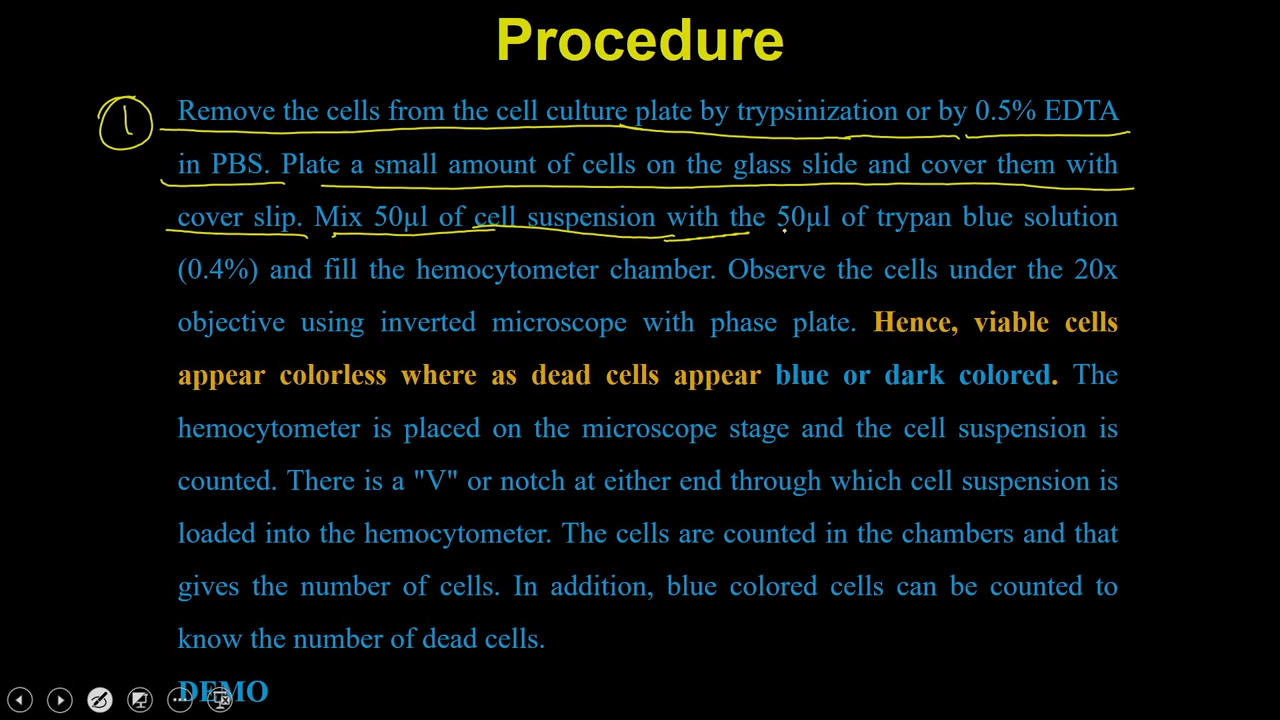 Procedure
1 Remove the cells from the cell culture plate by trypsinization or by 0.5% EDTA
in PBS. Plate a small amount of cells on the glass slide and cover them with
cover slip. Mix 50µl of cell suspension with the 50µl of trypan blue solution
(0.4%) and fill the hemocytometer chamber. Observe the cells under the 20x
objective using inverted microscope with phase plate. Hence, viable cells
appear colorless where as dead cells appear blue or dark colored. The
hemocytometer is placed on the microscope stage and the cell suspension is
counted. There is a "V" or notch at either end through which cell suspension is
loaded into the hemocytometer. The cells are counted in the chambers and that
gives the number of cells. In addition, blue colored cells can be counted to
know the number of dead cells.
DEMO